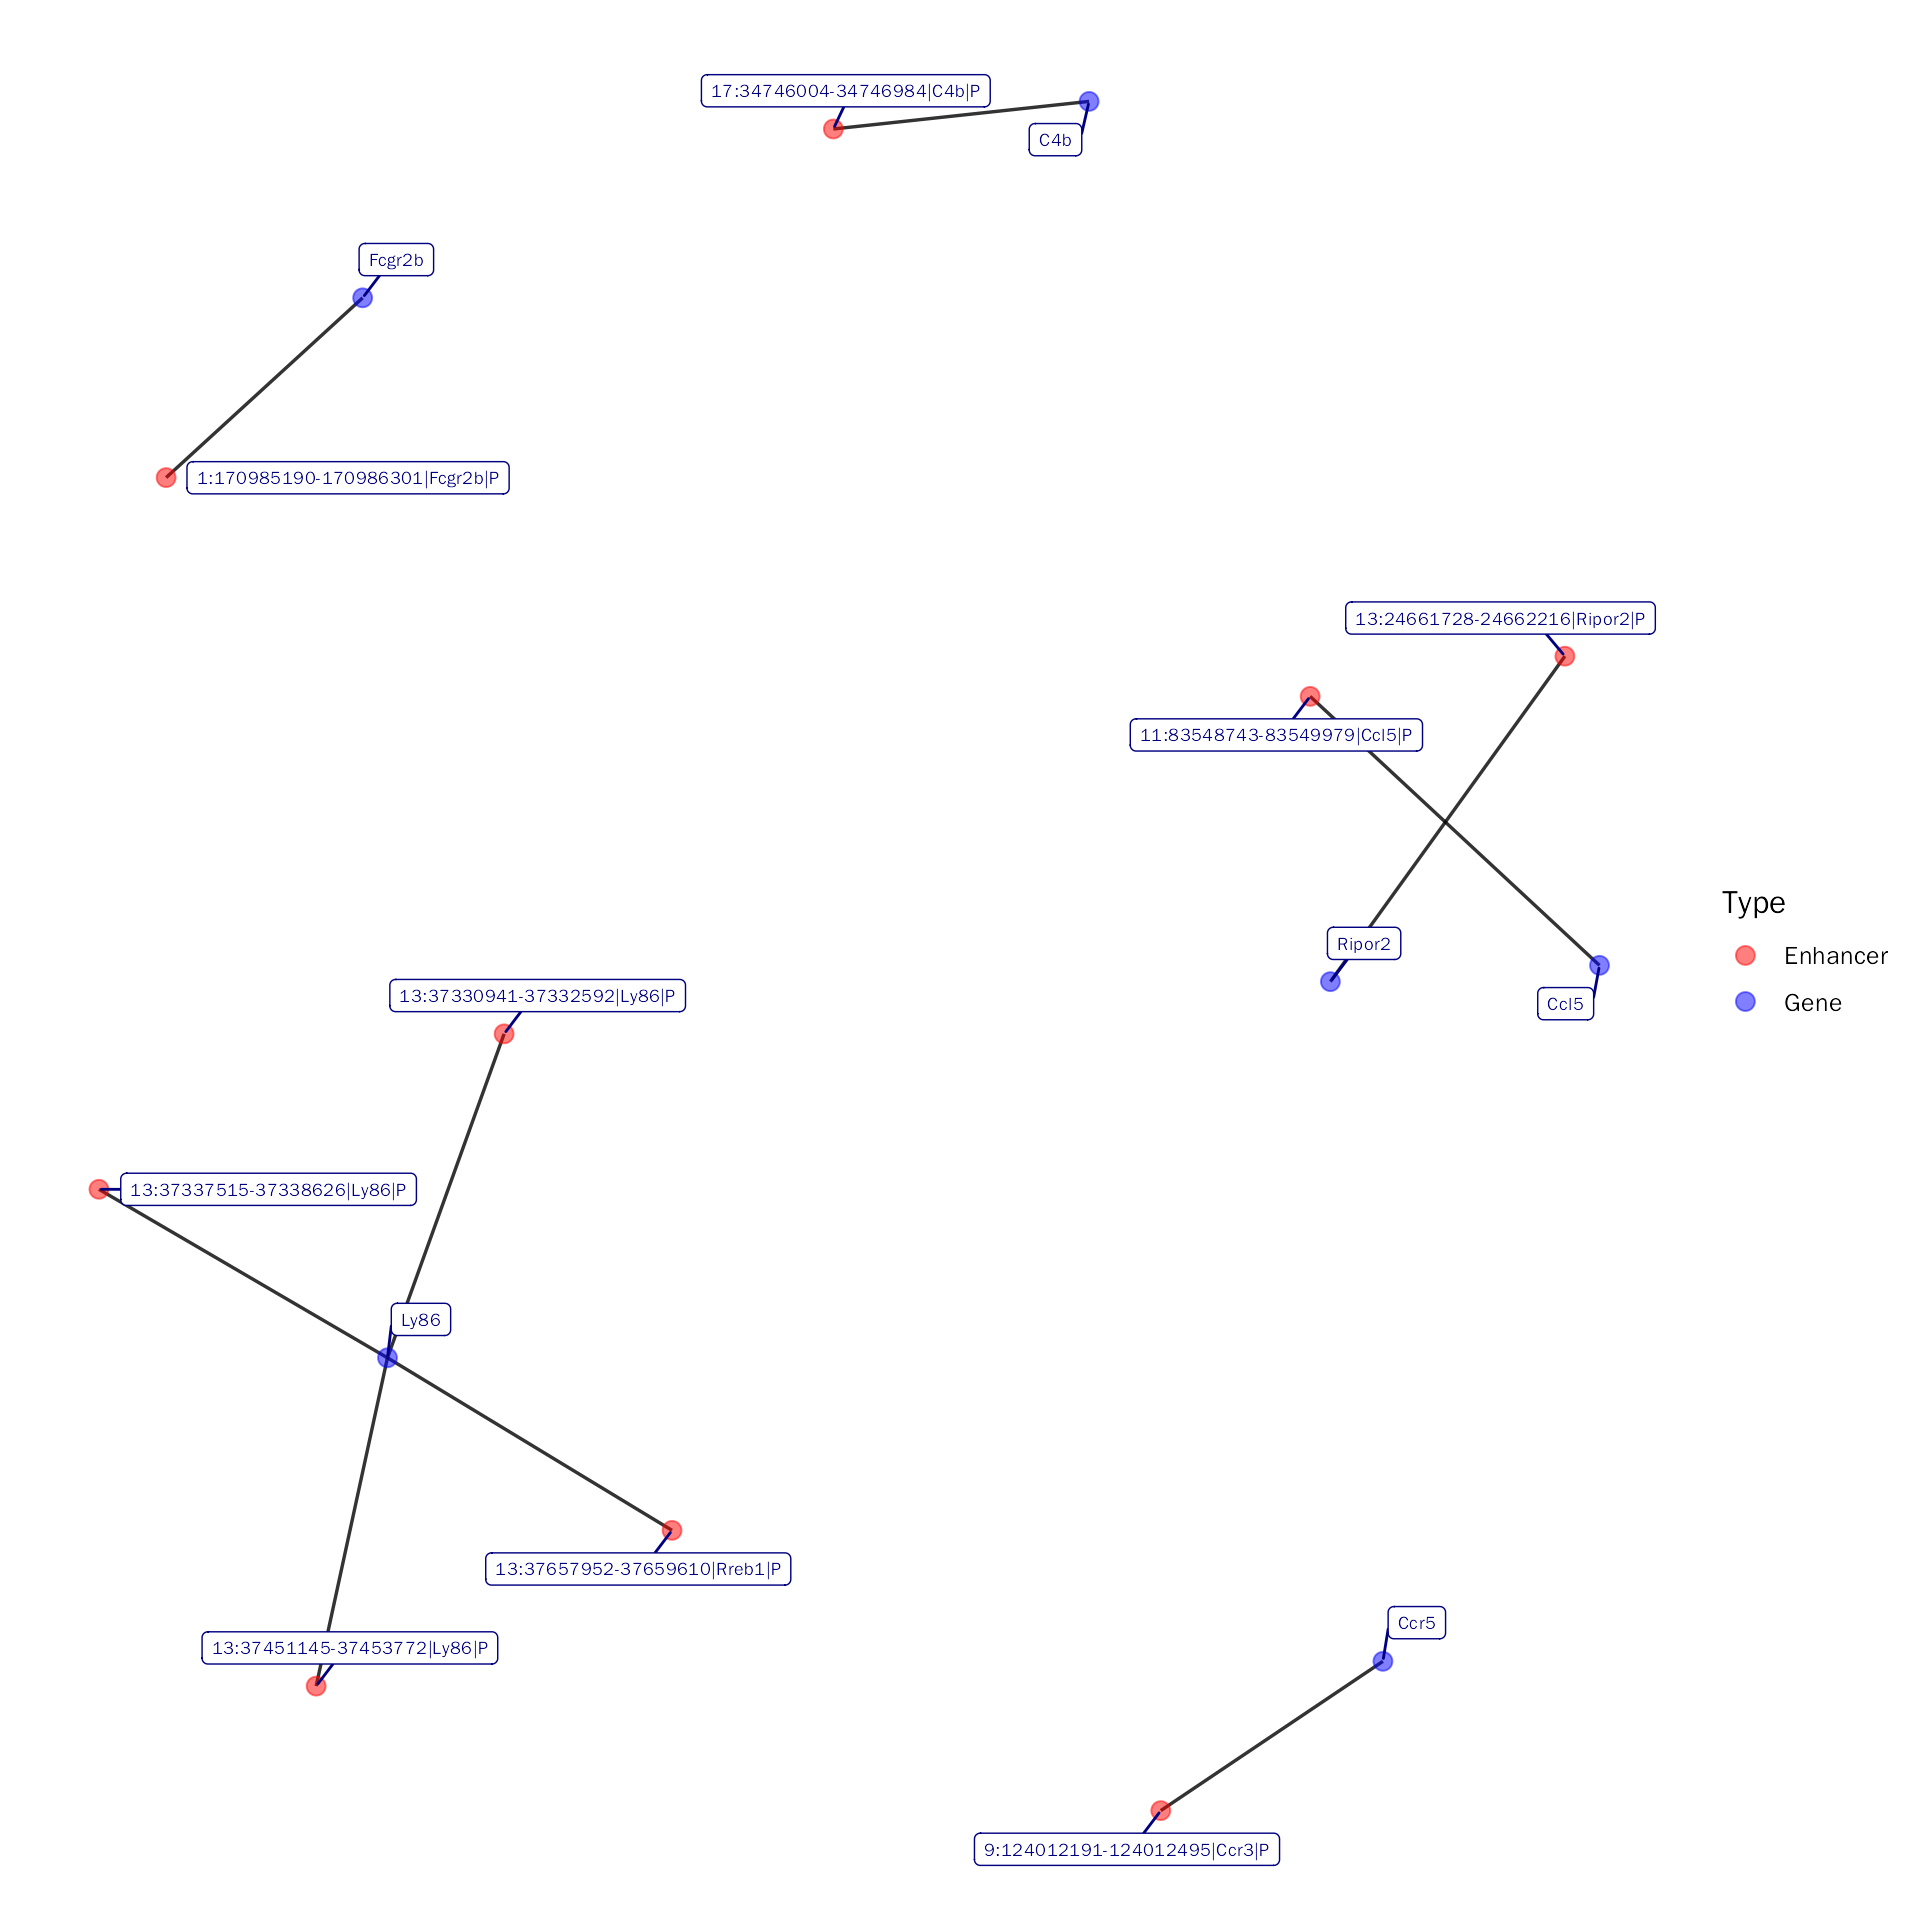 17:34746004-34746984|C4b|P
C4b
Fcgr2b
1:170985190-170986301|Fcgr2b|P
13:24661728-24662216|Ripor2|P
11:83548743-83549979|Ccl5|P
Ripor2
Ccl5
Type
Enhancer
Gene
13:37330941-37332592|Ly86|P
13:37337515-37338626|Ly86|P
Ly86
13:37657952-37659610|Rreb1|P
13:37451145-37453772|Ly86|P
Ccr5
9:124012191-124012495|Ccr3|P